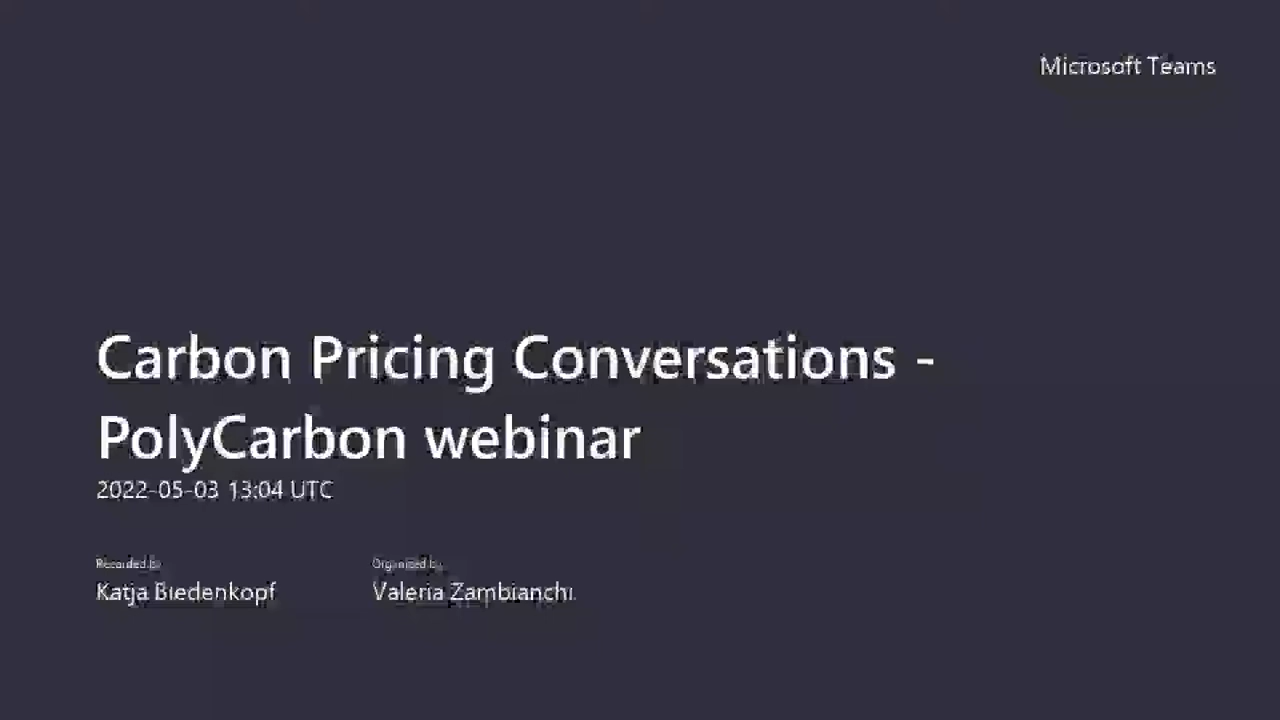 Microsoft Teams
Carbon Pricing Conversations -
PolyCarbon webinar
2022-05-03 13:04 UTC
Recorded by
Organized by
Katja Biedenkopf
Valeria Zambianchi